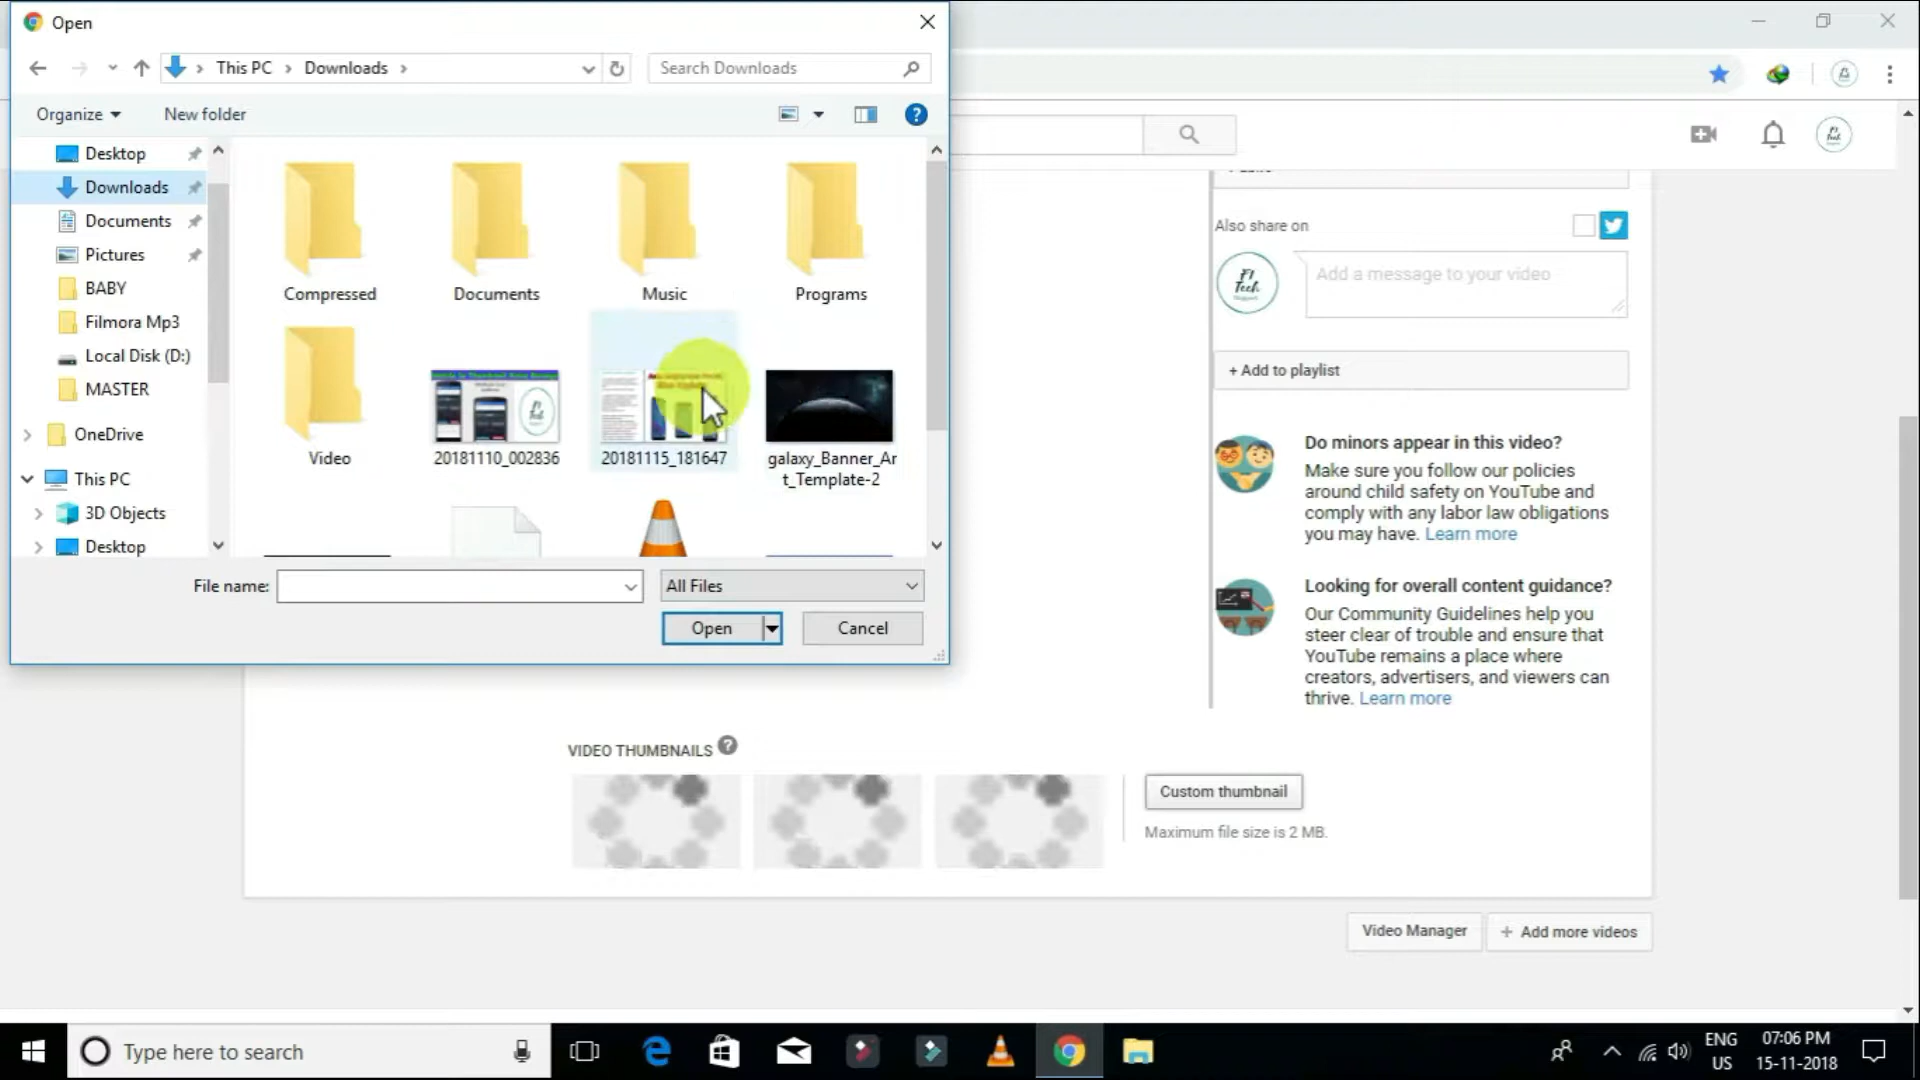 Open
This PC
Downloads
Search Downloads
Organize
New folder
Desktop
Downloads
Documents
Pictures
BABY
Filmora Mp3
Local Disk (D:)
MASTER
OneDrive
This PC
3D Objects
Desktop
Compressed
Documents
Music
Programs
Video
20181110_002836
20181115_181647
galaxy_Banner_Ar
t_Template-2
File name:
All Files
Open
Cancel
Also share on
Add a message to your video
+ Add to playlist
Do minors appear in this video?
Make sure you follow our policies
around child safety on YouTube and
comply with any labor law obligations
you may have. Learn more
Looking for overall content guidance?
Our Community Guidelines help you
steer clear of trouble and ensure that
YouTube remains a place where
creators, advertisers, and viewers can
thrive. Learn more
VIDEO THUMBNAILS ?
Custom thumbnail
Maximum file size is 2 MB.
Video Manager
+ Add more videos
Type here to search
ENG
US
07:06 PM
15-11-2018